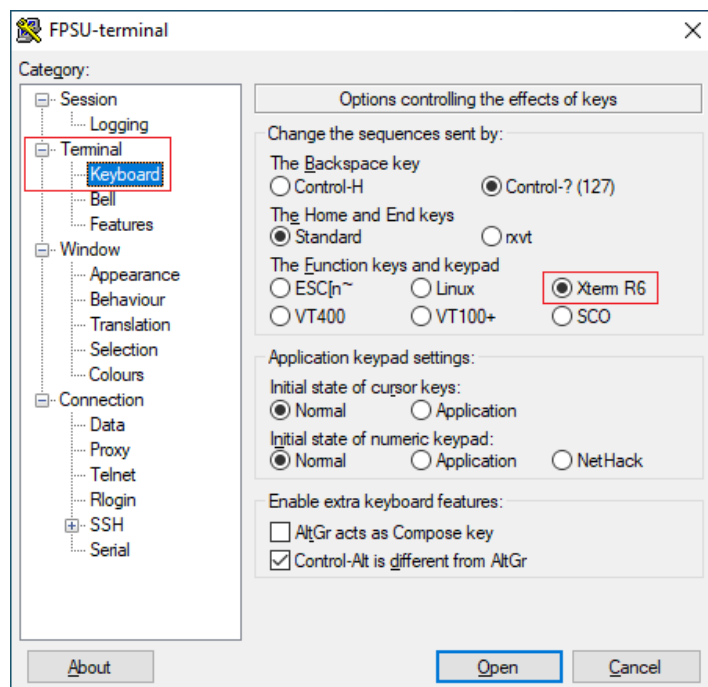 FPSU-terminal
Category:
Session
Logging
Terminal
Keyboard
Bell
Features
Window
Appearance
Behaviour
Translation
Selection
Colours
Connection
Data
Proxy
Telnet
Rlogin
SSH
Serial
Options controlling the effects of keys
Change the sequences sent by:
The Backspace key
Control-H Control-? (127)
The Home and End keys
Standard rxvt
The Function keys and keypad
ESC[n~ Linux Xterm R6
VT400 VT100+ SCO
Application keypad settings:
Initial state of cursor keys:
Normal Application
Initial state of numeric keypad:
Normal Application NetHack
Enable extra keyboard features:
AltGr acts as Compose key
Control-Alt is different from AltGr
About Open Cancel